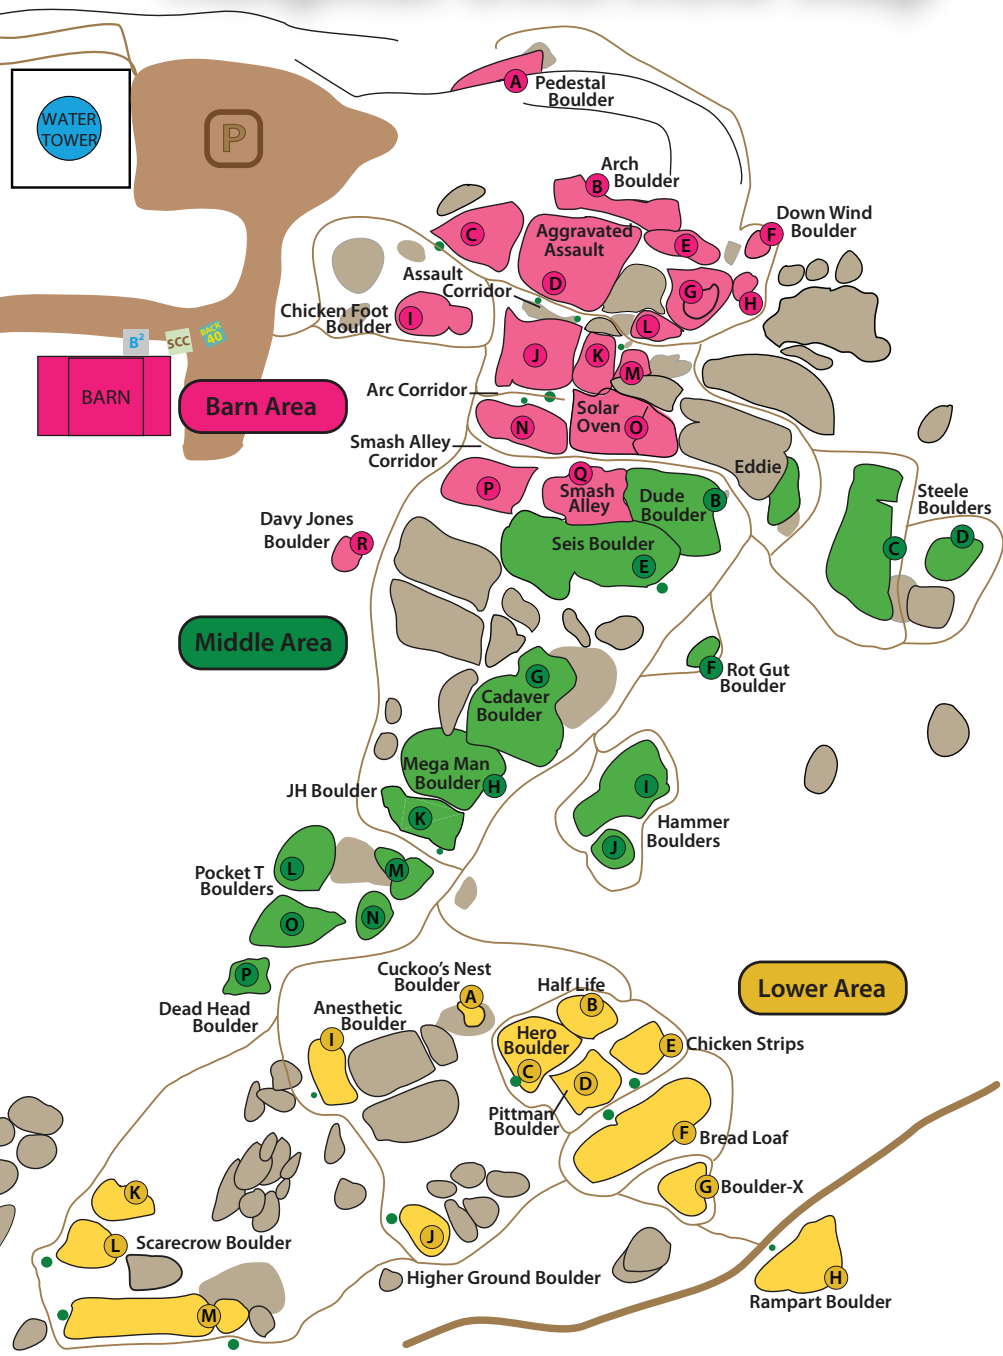 A
Pedestal
Boulder
WATER
TOWER
P
Arch
B
Boulder
Down Wind
F
Boulder
C
Aggravated
Assault
E
D
Assault
Corridor
G
H
Chicken Foot
Boulder
I
L
B²
SCC
BACK
40
J
K
M
BARN
Barn Area
Arc Corridor
Solar
Oven
O
N
Smash Alley
Corridor
Eddie
P
Q
Smash
Alley
Dude
Boulder
B
Steele
Boulders
Davy Jones
Boulder
R
Seis Boulder
E
C
D
Middle Area
F
Rot Gut
Boulder
G
Cadaver
Boulder
Mega Man
Boulder
H
JH Boulder
K
I
Hammer
Boulders
J
Pocket T
Boulders
L
M
N
O
P
Dead Head
Boulder
Cuckoo's Nest
Boulder
A
Half Life
B
Lower Area
Anesthetic
Boulder
I
Hero
Boulder
C
D
E
Chicken Strips
Pittman
Boulder
F
Bread Loaf
G
Boulder-X
K
L
Scarecrow Boulder
J
Higher Ground Boulder
H
Rampart Boulder
M